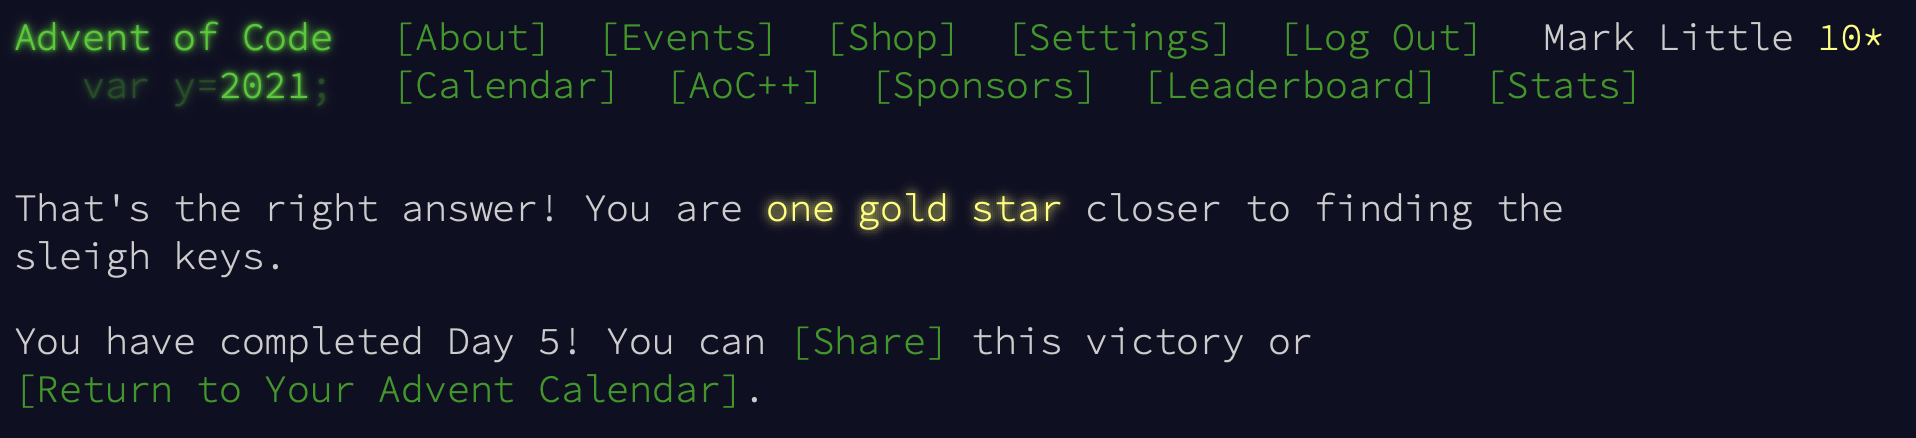 Advent of Code [About] [Events] [Shop] [Settings] [Log Out] Mark Little 10*
var y=2021; [Calendar] [AoC++] [Sponsors] [Leaderboard] [Stats]
That's the right answer! You are one gold star closer to finding the
sleigh keys.
You have completed Day 5! You can [Share] this victory or
[Return to Your Advent Calendar].